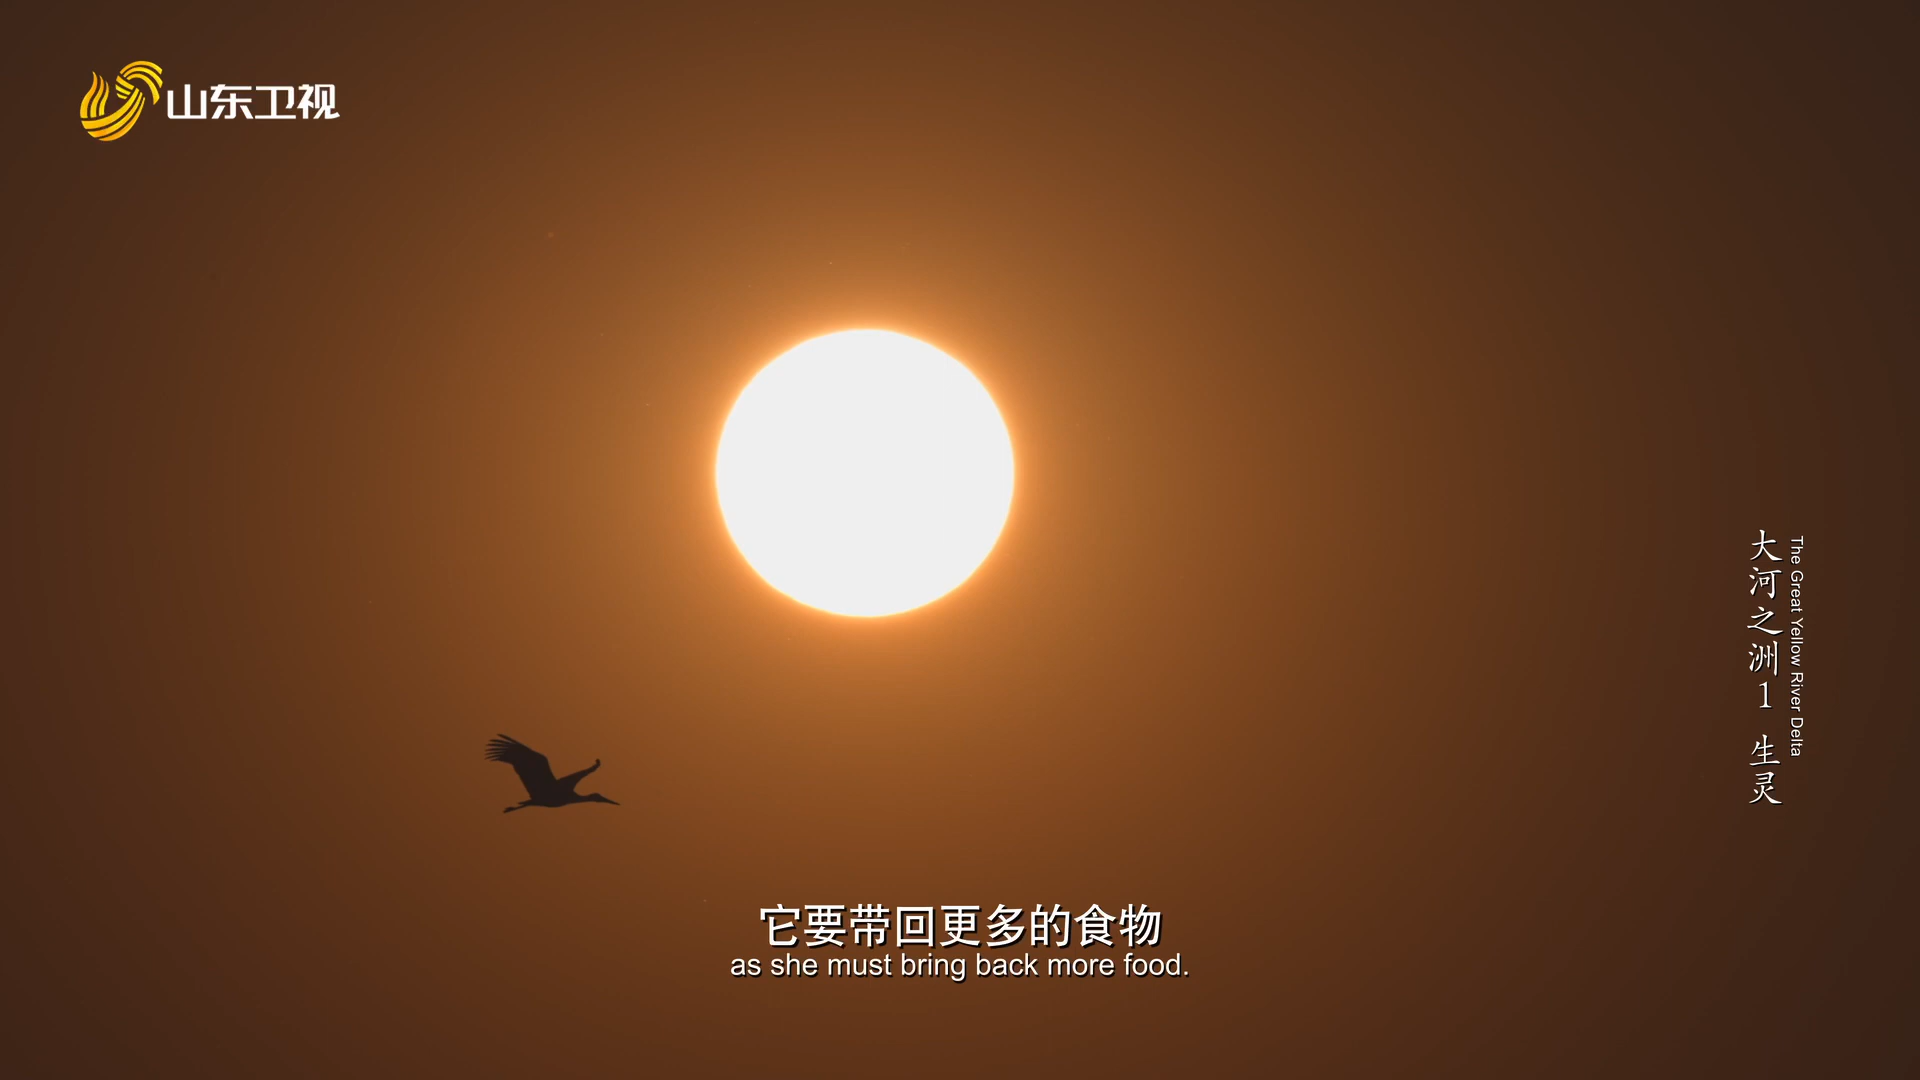 山东卫视
大河之洲1 生灵
The Great Yellow River Delta
它要带回更多的食物
as she must bring back more food.